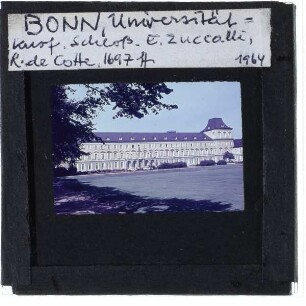 BONN, Universität =
kurf. Schloß. E. Zuccalli,
R. de Cotte, 1697 ff
1964